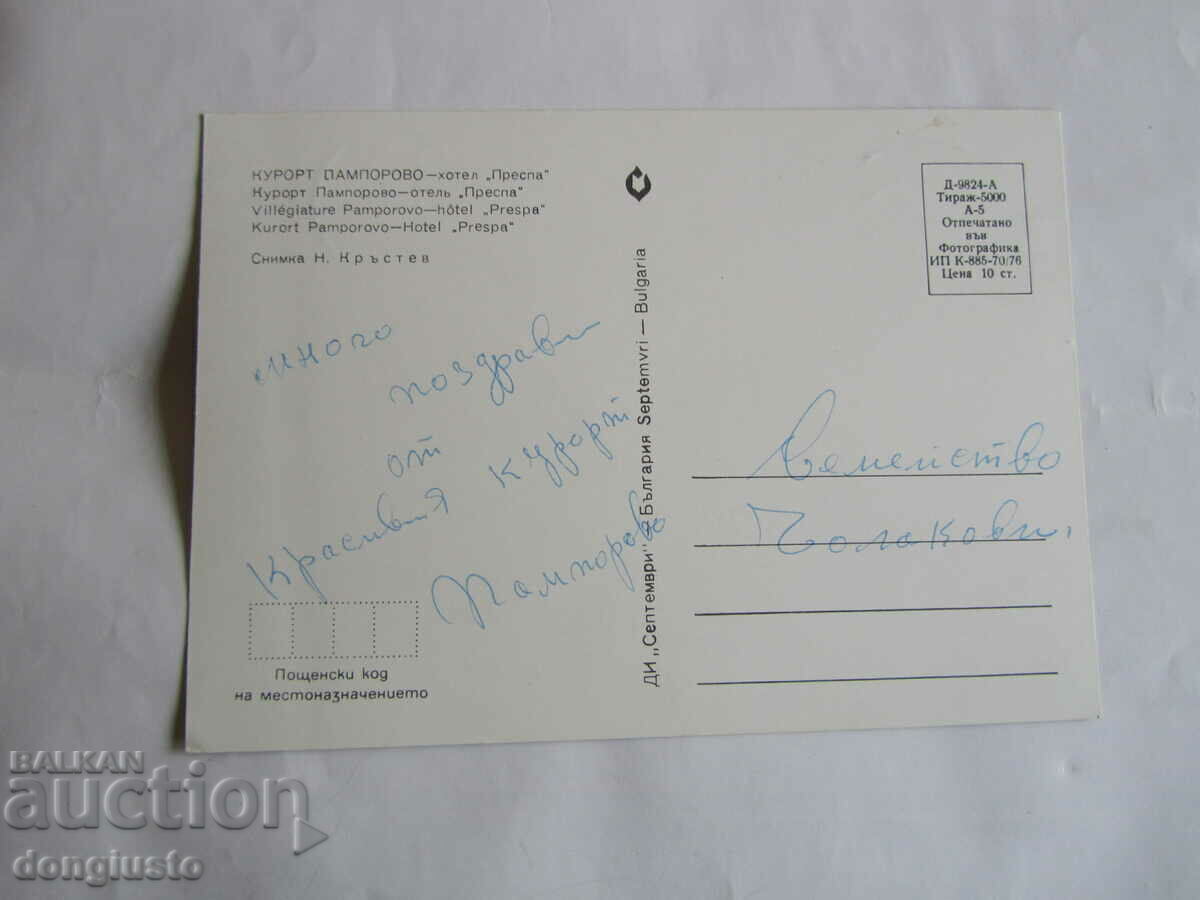 КУРОРТ ПАМПОРОВО—хотел „Преспа"
Курорт Пампорово—отель „Преспа"
Villégiature Pamporovo—hôtel „Prespa"
Kurort Pamporovo—Hotel „Prespa"
Снимка Н. Кръстев
много
поздрави
от
Красивия курорт
Пампорово
Пощенски код
на местоназначението
ДИ „Септември" България Septemvri — Bulgaria
Д-9824-А
Тираж-5000
А-5
Отпечатано
във
Фотографика
ИП К-885-70/76
Цена 10 ст.
Семейство
Чолакови,
BALKAN
auction
dongiusto